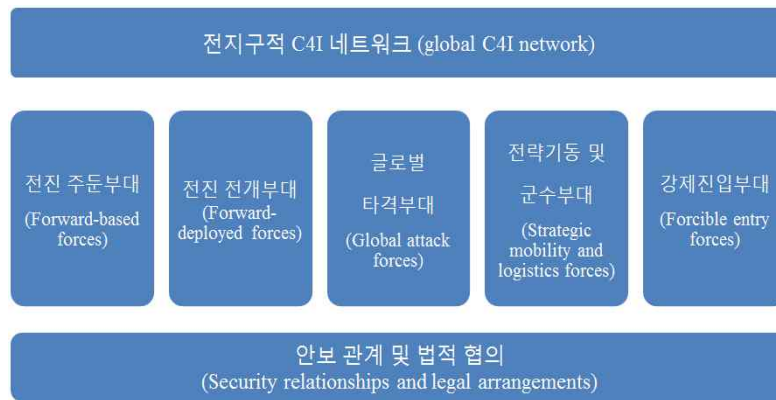 전지구적 C4I 네트워크 (global C4I network)
전진 주둔부대
(Forward-based
forces)
전진 전개부대
(Forward-
deployed forces)
글로벌
타격부대
(Global attack
forces)
전략기동 및
군수부대
(Strategic
mobility and
logistics forces)
강제진입부대
(Forcible entry
forces)
안보 관계 및 법적 협의
(Security relationships and legal arrangements)